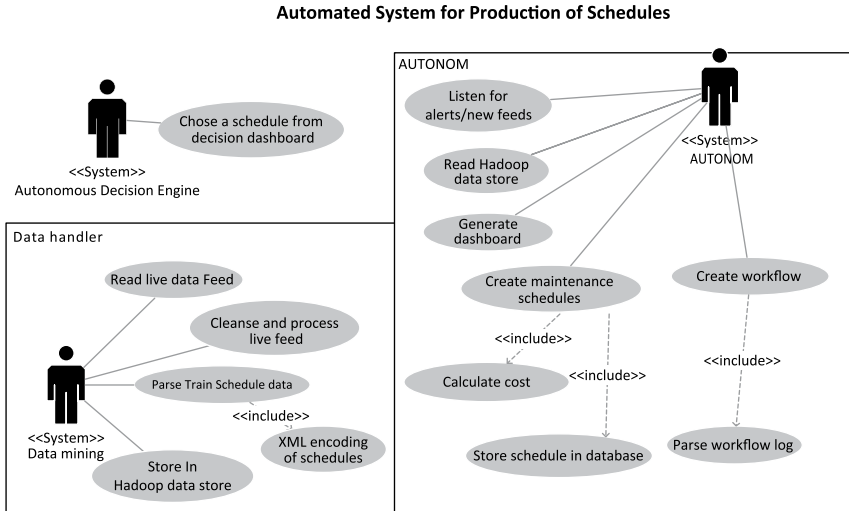 Automated System for Production of Schedules
Chose a schedule from
decision dashboard
<<System>>
Autonomous Decision Engine
AUTONOM
Listen for
alerts/new feeds
Read Hadoop
data store
Generate
dashboard
<<System>>
AUTONOM
Create maintenance
schedules
Create workflow
<<include>>
<<include>>
<<include>>
Calculate cost
Store schedule in database
Parse workflow log
Data handler
Read live data Feed
Cleanse and process
live feed
Parse Train Schedule data
<<include>>
XML encoding
of schedules
<<System>>
Data mining
Store In
Hadoop data store